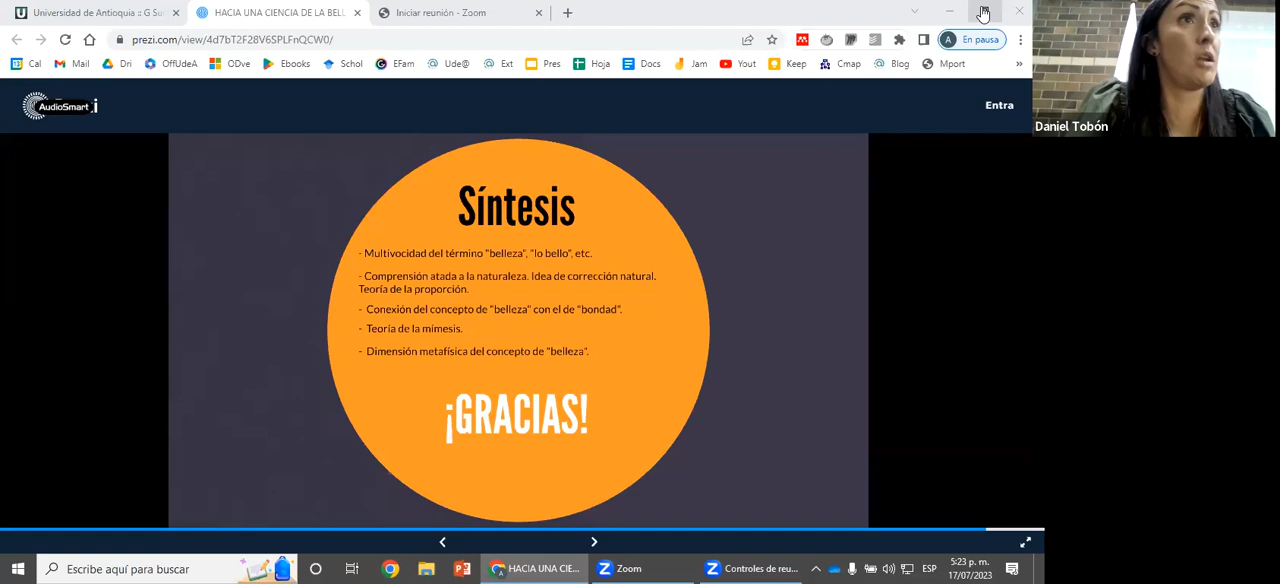 Universidad de Antioquia :: G Su
HACIA UNA CIENCIA DE LA BEL
Iniciar reunión - Zoom
prezi.com/view/4d7bT2F28V6SPLFnQCW0/
A En pausa
Cal
Mail
Dri
OffUdeA
ODve
Ebooks
Schol
EFam
Ude@
Ext
Pres
Hoja
Docs
Jam
Yout
Keep
Cmap
Blog
Mport
»
AudioSmart
Entra
Daniel Tobón
Síntesis
- Multivocidad del término "belleza", "lo bello", etc.
- Comprensión atada a la naturaleza. Idea de corrección natural.
Teoría de la proporción.
- Conexión del concepto de "belleza" con el de "bondad".
- Teoría de la mímesis.
- Dimensión metafísica del concepto de "belleza".
¡GRACIAS!
Escribe aquí para buscar
HACIA UNA CIE...
Zoom
Controles de reu...
ESP
5:23 p. m.
17/07/2023